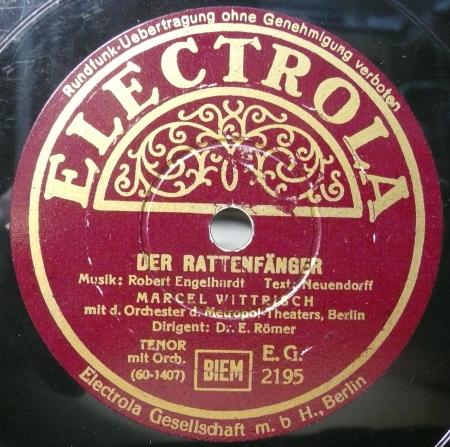 Rundfunk-Uebertragung ohne Genehmigung verboten
ELECTROLA
DER RATTENFÄNGER
Musik: Robert Engelhardt Text: Neuendorff
MARCEL WITTRISCH
mit d. Orchester d. Metropol-Theaters, Berlin
Dirigent: Dr. E. Römer
TENOR
mit Orch.
(60-1407)
BIEM
E. G.
2195
Electrola Gesellschaft m. b H., Berlin